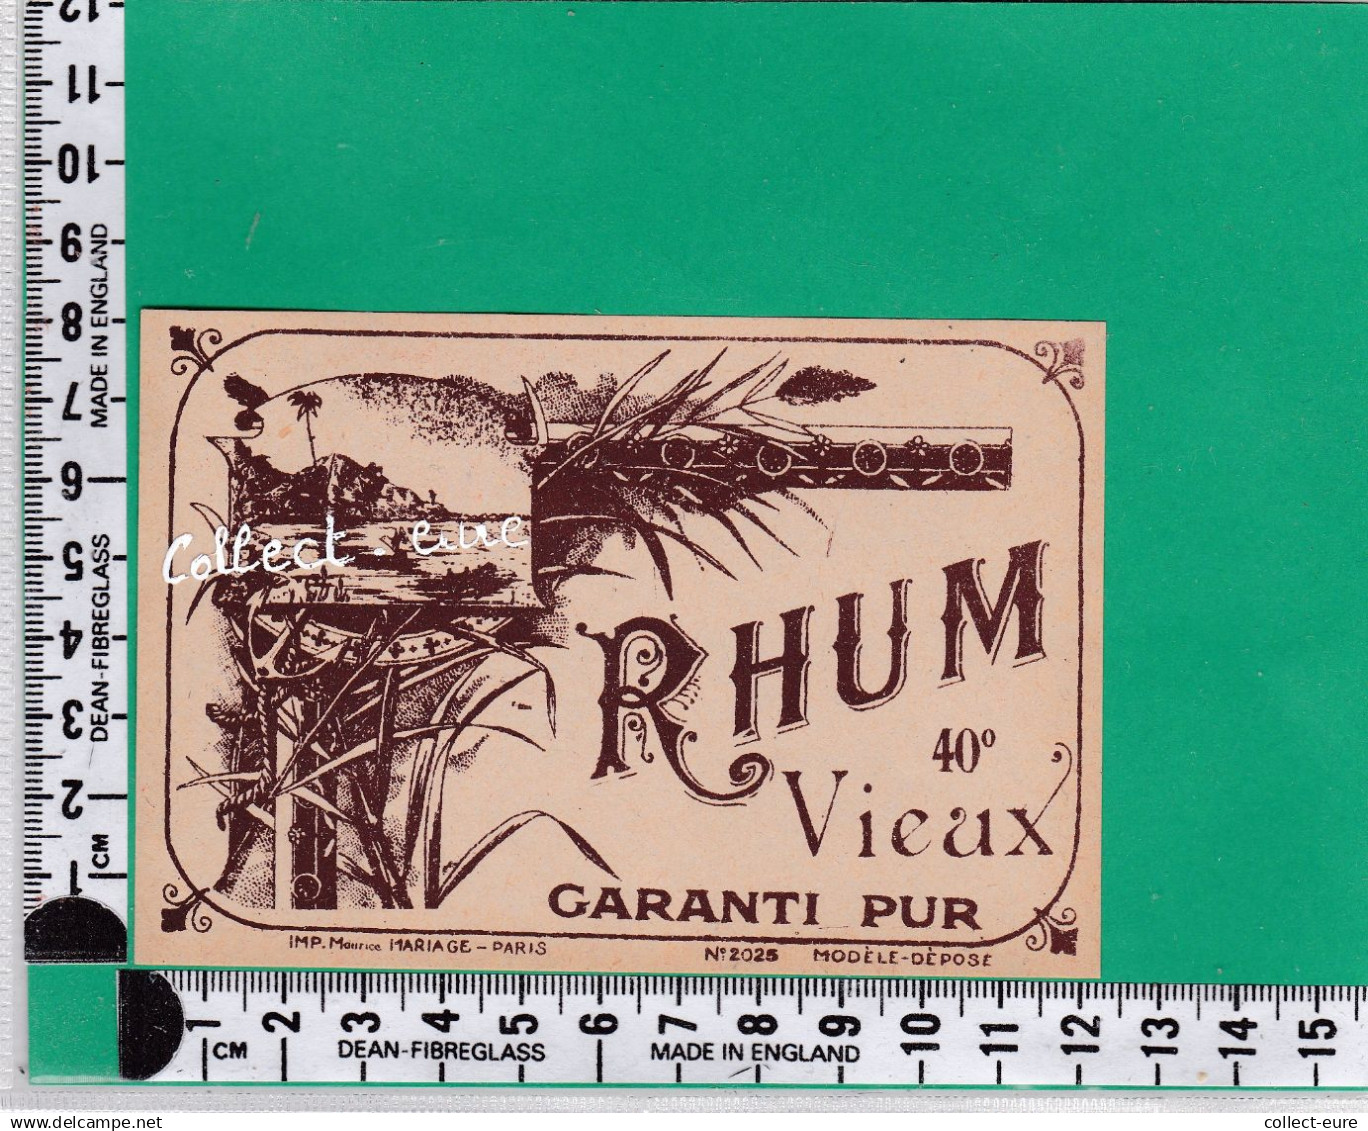 12
11
10
9
8
7
6
5
4
3
2
1
CM
DEAN-FIBREGLASS
MADE IN ENGLAND
Collect-eure
RHUM
40°
Vieux
GARANTI PUR
IMP. Maurice MARIAGE - PARIS
N° 2025 MODÈLE-DÉPOSÉ
1 2 3 4 5 6 7 8 9 10 11 12 13 14 15
CM DEAN-FIBREGLASS MADE IN ENGLAND
www.delcampe.net collect-eure